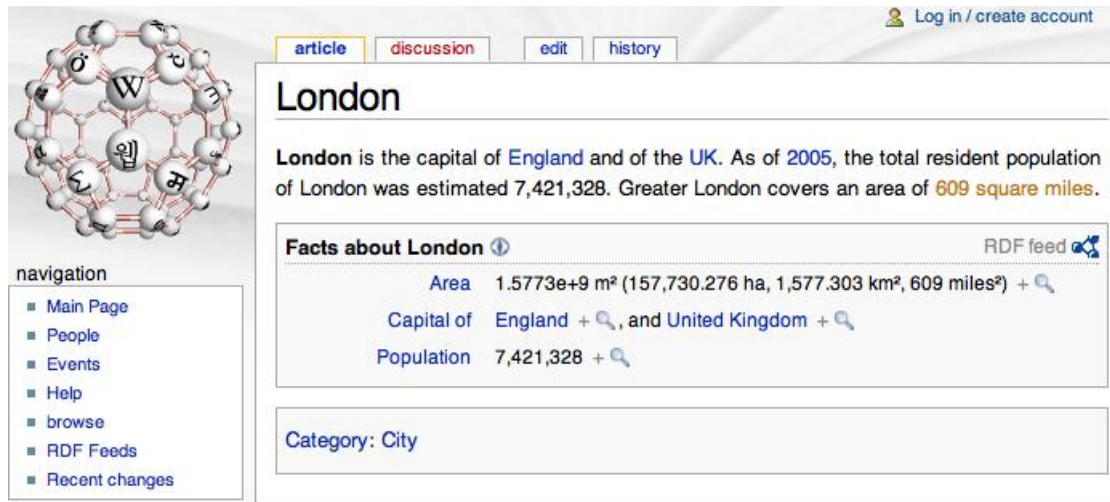 Log in / create account
article discussion edit history
London
London is the capital of England and of the UK. As of 2005, the total resident population
of London was estimated 7,421,328. Greater London covers an area of 609 square miles.
Facts about London RDF feed
Area 1.5773e+9 m² (157,730.276 ha, 1,577.303 km², 609 miles²) +
Capital of England + , and United Kingdom +
Population 7,421,328 +
Category: City
W
navigation
Main Page
People
Events
Help
browse
RDF Feeds
Recent changes